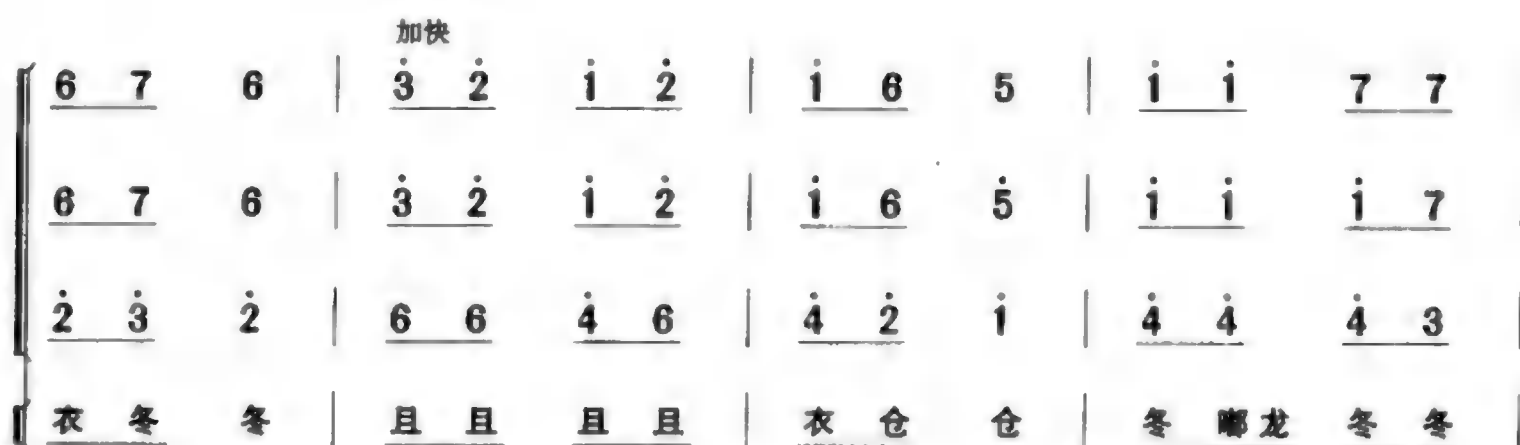 加快
6 7 6 | 3̇ 2̇ 1̇ 2̇ | 1̇ 6 5 | 1̇ 1̇ 7 7
6 7 6 | 3̇ 2̇ 1̇ 2̇ | 1̇ 6 5̇ | 1̇ 1̇ 1̇ 7
2̇ 3̇ 2̇ | 6 6 4̇ 6 | 4̇ 2̇ 1̇ | 4̇ 4̇ 4̇ 3
衣 冬 冬 | 且 且 且 且 | 衣 仓 仓 | 冬 嘟龙 冬 冬